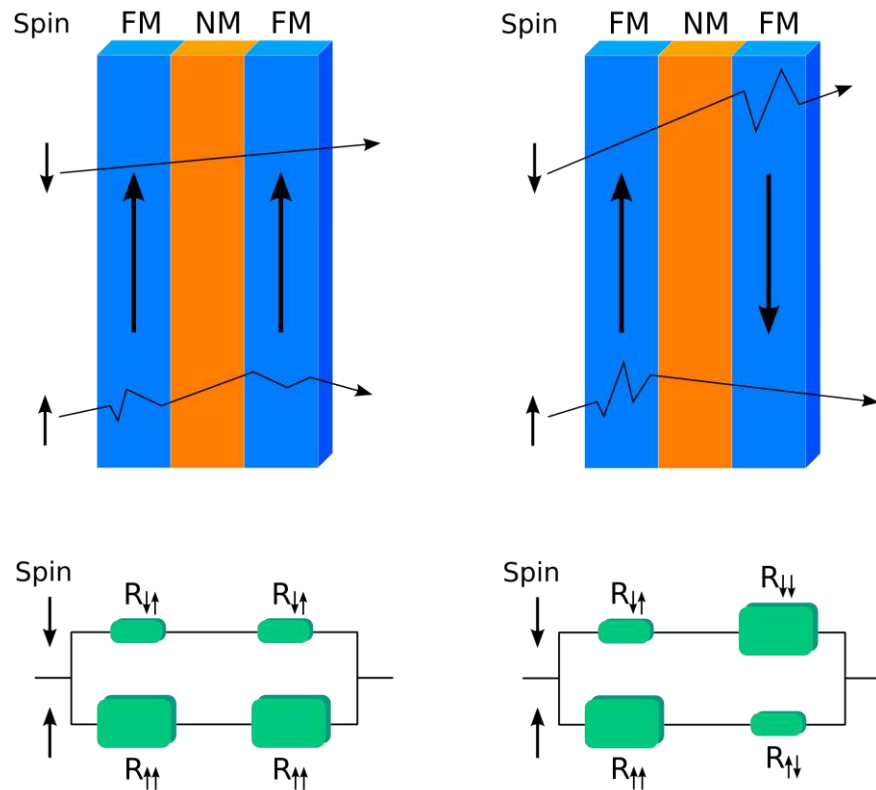 Spin FM NM FM
Spin FM NM FM
Spin
R↓↑ R↓↑
R↑↑ R↑↑
Spin
R↓↑ R↓↓
R↑↑ R↑↓